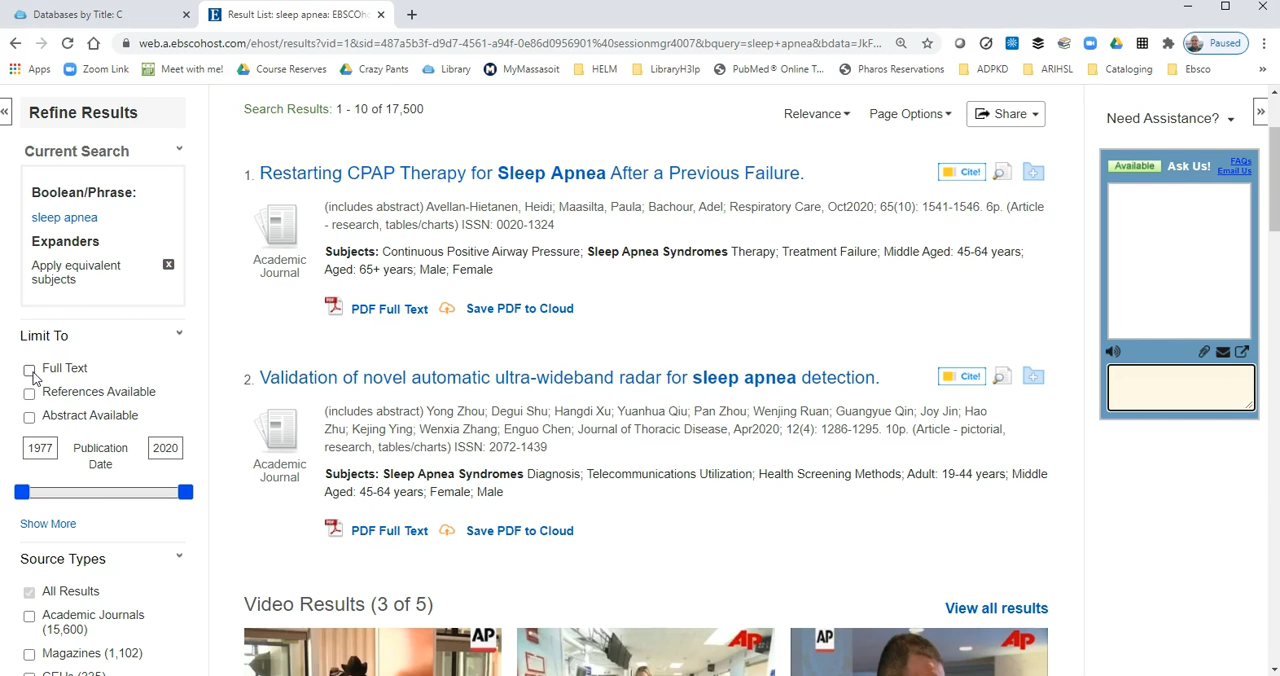 Databases by Title: C
Result List: sleep apnea: EBSCOho
web.a.ebscohost.com/ehost/results?vid=1&sid=487a5b3f-d9d7-4561-a94f-0e86d0956901%40sessionmgr4007&bquery=sleep+apnea&bdata=JkF...
Paused
Apps Zoom Link Meet with me! Course Reserves Crazy Pants Library MyMassasoit HELM LibraryH3lp PubMed® Online T... Pharos Reservations ADPKD ARIHSL Cataloging Ebsco
Refine Results
Current Search
Boolean/Phrase:
sleep apnea
Expanders
Apply equivalent
subjects
Limit To
Full Text
References Available
Abstract Available
1977 Publication 2020
Date
Show More
Source Types
All Results
Academic Journals
(15,600)
Magazines (1,102)
Search Results: 1 - 10 of 17,500
Relevance Page Options Share
1. Restarting CPAP Therapy for Sleep Apnea After a Previous Failure.
Cite!
(includes abstract) Avellan-Hietanen, Heidi; Maasilta, Paula; Bachour, Adel; Respiratory Care, Oct2020; 65(10): 1541-1546. 6p. (Article
- research, tables/charts) ISSN: 0020-1324
Academic
Journal
Subjects: Continuous Positive Airway Pressure; Sleep Apnea Syndromes Therapy; Treatment Failure; Middle Aged: 45-64 years;
Aged: 65+ years; Male; Female
PDF Full Text Save PDF to Cloud
2. Validation of novel automatic ultra-wideband radar for sleep apnea detection.
Cite!
(includes abstract) Yong Zhou; Degui Shu; Hangdi Xu; Yuanhua Qiu; Pan Zhou; Wenjing Ruan; Guangyue Qin; Joy Jin; Hao
Zhu; Kejing Ying; Wenxia Zhang; Enguo Chen; Journal of Thoracic Disease, Apr2020; 12(4): 1286-1295. 10p. (Article - pictorial,
research, tables/charts) ISSN: 2072-1439
Academic
Journal
Subjects: Sleep Apnea Syndromes Diagnosis; Telecommunications Utilization; Health Screening Methods; Adult: 19-44 years; Middle
Aged: 45-64 years; Female; Male
PDF Full Text Save PDF to Cloud
Video Results (3 of 5)
View all results
AP
AP
AP
AP
Need Assistance?
Available Ask Us! FAQs
Email Us